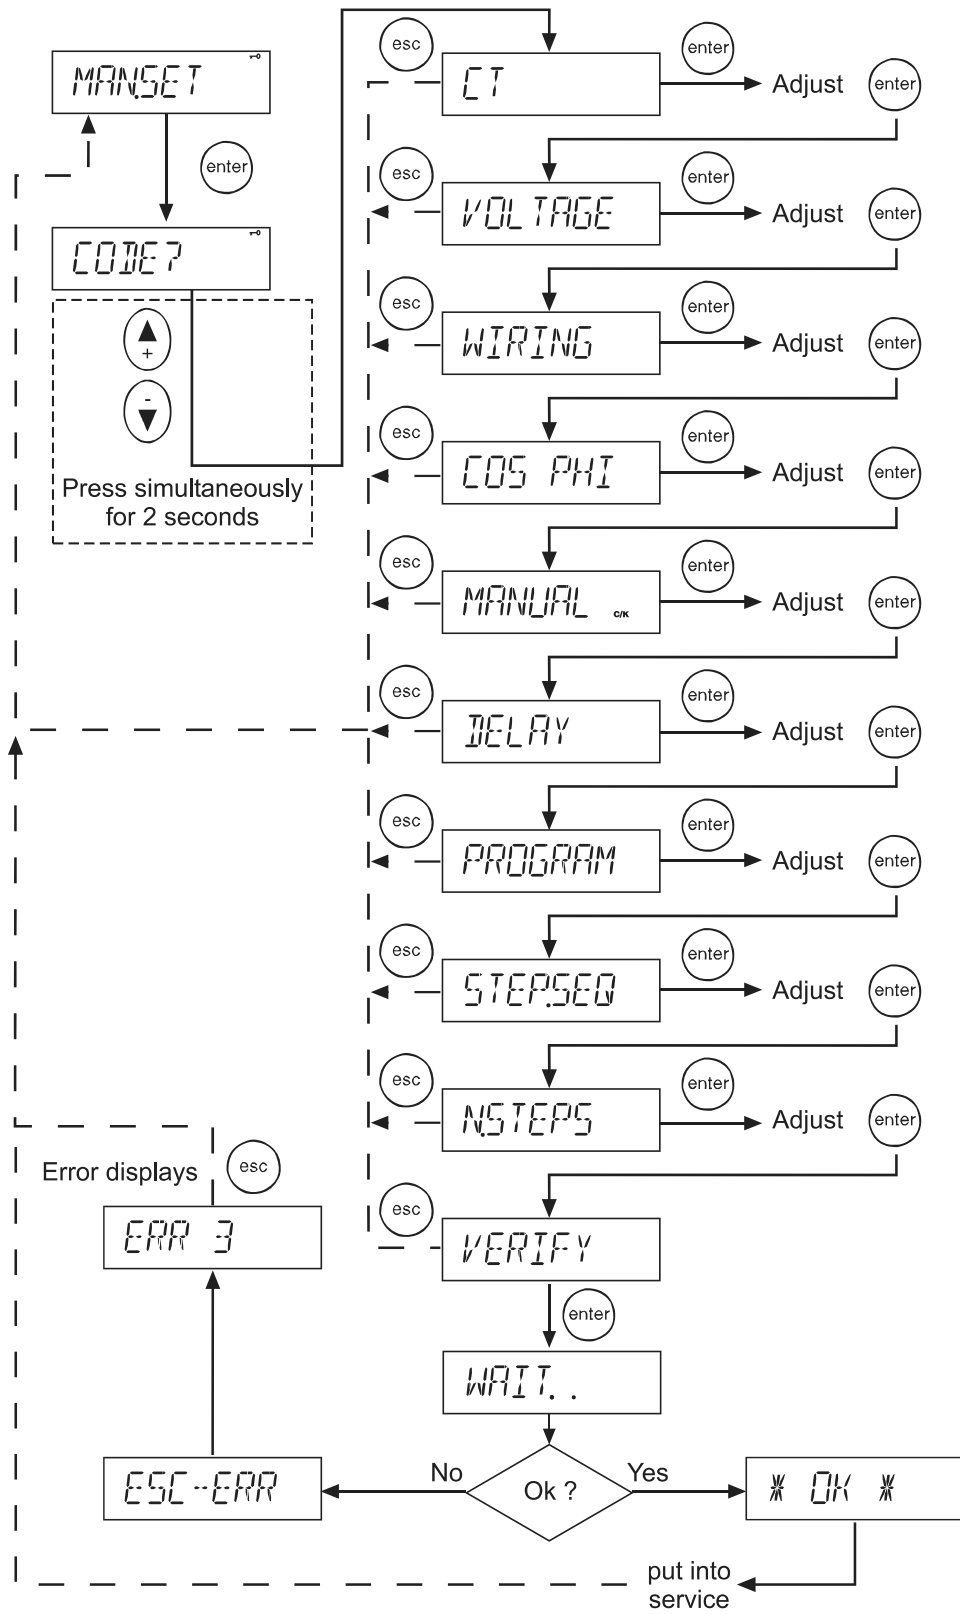 MAN.SET
enter
CODE?
+
-
Press simultaneously
for 2 seconds
esc
CT
enter
Adjust
enter
esc
VOLTAGE
enter
Adjust
enter
esc
WIRING
enter
Adjust
enter
esc
COS PHI
enter
Adjust
enter
esc
MANUAL C/K
enter
Adjust
enter
esc
DELAY
enter
Adjust
enter
esc
PROGRAM
enter
Adjust
enter
esc
STEP.SEQ
enter
Adjust
enter
esc
N.STEPS
enter
Adjust
enter
esc
VERIFY
enter
WAIT..
Ok ?
No
Yes
ESC-ERR
ERR 3
Error displays
esc
* OK *
put into
service